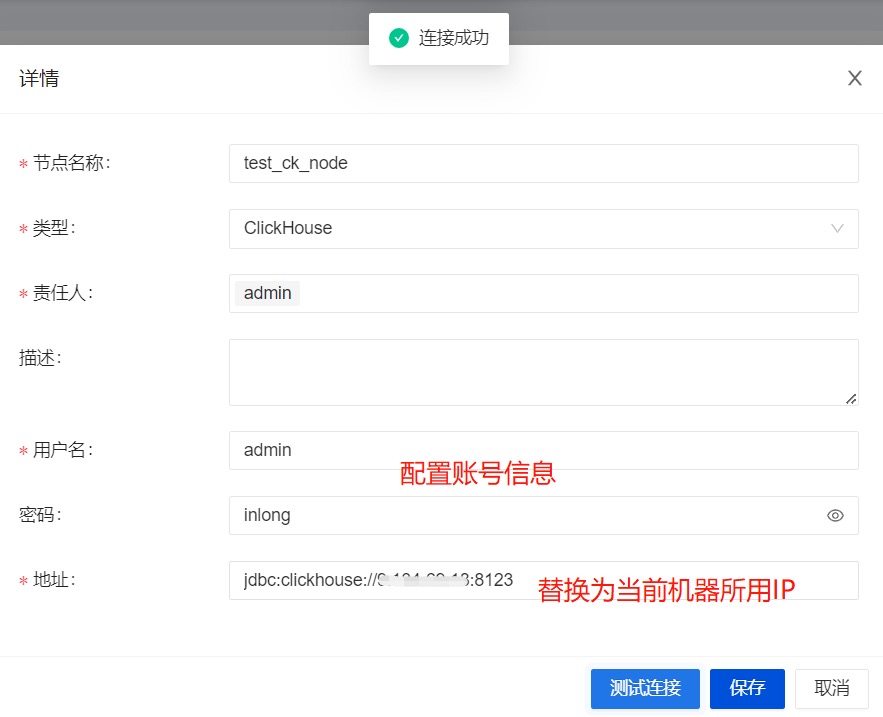 连接成功
详情
* 节点名称: test_ck_node
* 类型: ClickHouse
* 责任人: admin
描述:
* 用户名: admin
配置账号信息
密码: inlong
* 地址: jdbc:clickhouse:// :8123
替换为当前机器所用IP
测试连接 保存 取消